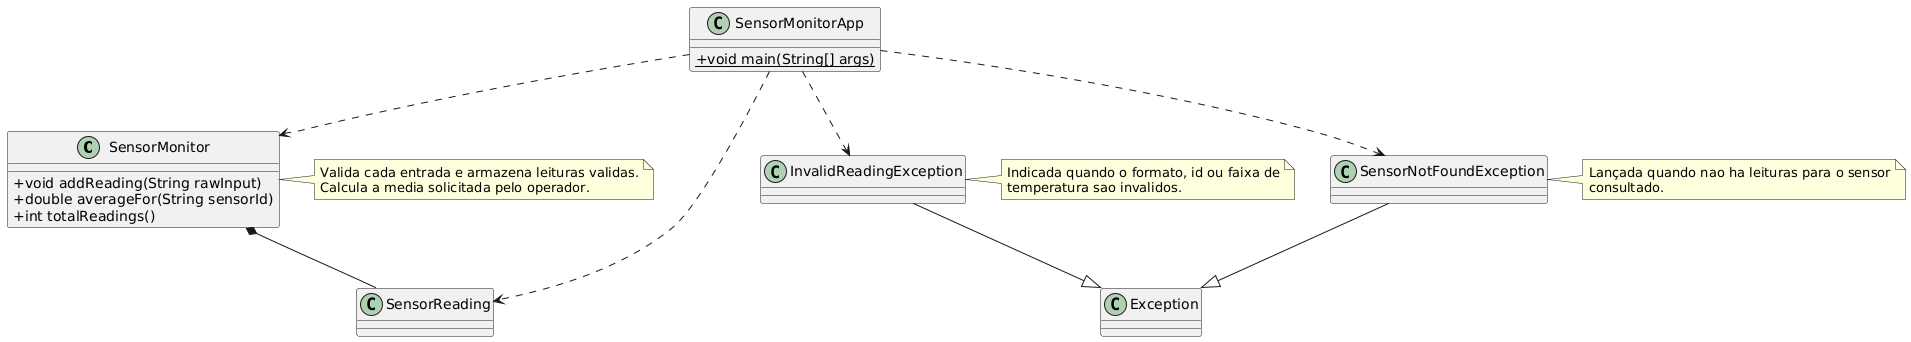 C SensorMonitorApp
+void main(String[] args)
C SensorMonitor
+void addReading(String rawInput)
+double averageFor(String sensorId)
+int totalReadings()
Valida cada entrada e armazena leituras validas.
Calcula a media solicitada pelo operador.
C InvalidReadingException
Indicada quando o formato, id ou faixa de
temperatura sao invalidos.
C SensorNotFoundException
Lançada quando nao ha leituras para o sensor
consultado.
C SensorReading
C Exception